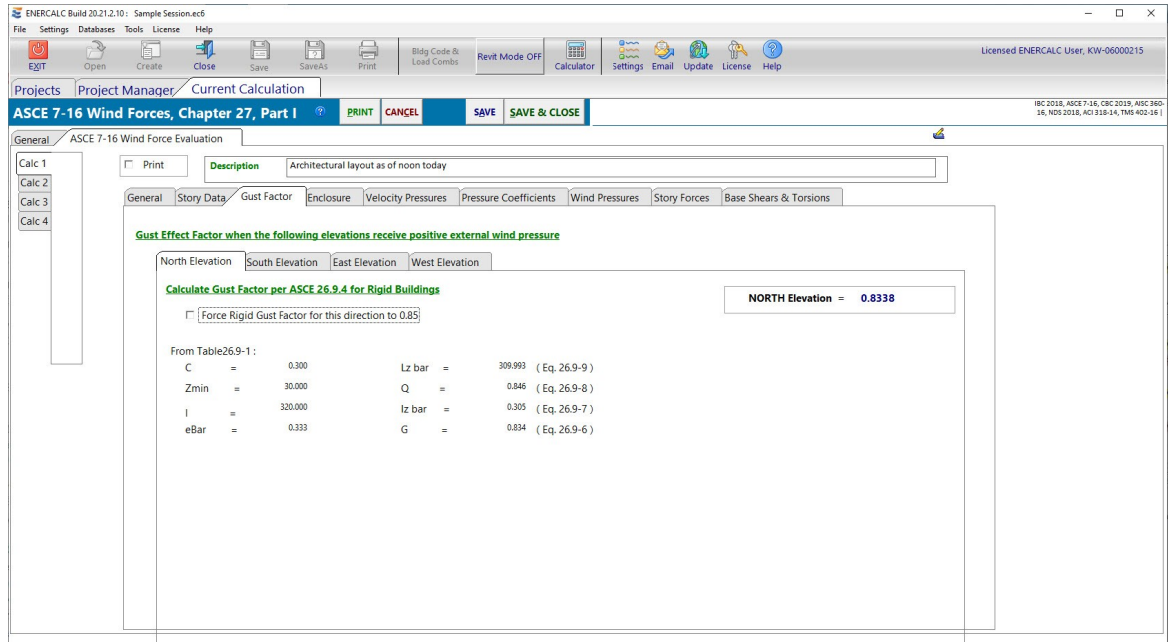 ENERCALC Build 20.21.2.10 : Sample Session.ec6
File Settings Databases Tools License Help
EXIT Open Create Close Save SaveAs Print Bldg Code & Load Combs Revit Mode OFF Calculator Settings Email Update License Help
Licensed ENERCALC User, KW-06000215
Projects Project Manager Current Calculation
ASCE 7-16 Wind Forces, Chapter 27, Part I ? PRINT CANCEL SAVE SAVE & CLOSE
IBC 2018, ASCE 7-16, CBC 2019, AISC 360-
16, NDS 2018, ACI 318-14, TMS 402-16 |
General ASCE 7-16 Wind Force Evaluation
Calc 1
Calc 2
Calc 3
Calc 4
Print Description Architectural layout as of noon today
General Story Data Gust Factor Enclosure Velocity Pressures Pressure Coefficients Wind Pressures Story Forces Base Shears & Torsions
Gust Effect Factor when the following elevations receive positive external wind pressure
North Elevation South Elevation East Elevation West Elevation
Calculate Gust Factor per ASCE 26.9.4 for Rigid Buildings
NORTH Elevation = 0.8338
Force Rigid Gust Factor for this direction to 0.85
From Table26.9-1 :
C = 0.300 Lz bar = 309.993 ( Eq. 26.9-9 )
Zmin = 30.000 Q = 0.846 ( Eq. 26.9-8 )
l = 320.000 Iz bar = 0.305 ( Eq. 26.9-7 )
eBar = 0.333 G = 0.834 ( Eq. 26.9-6 )